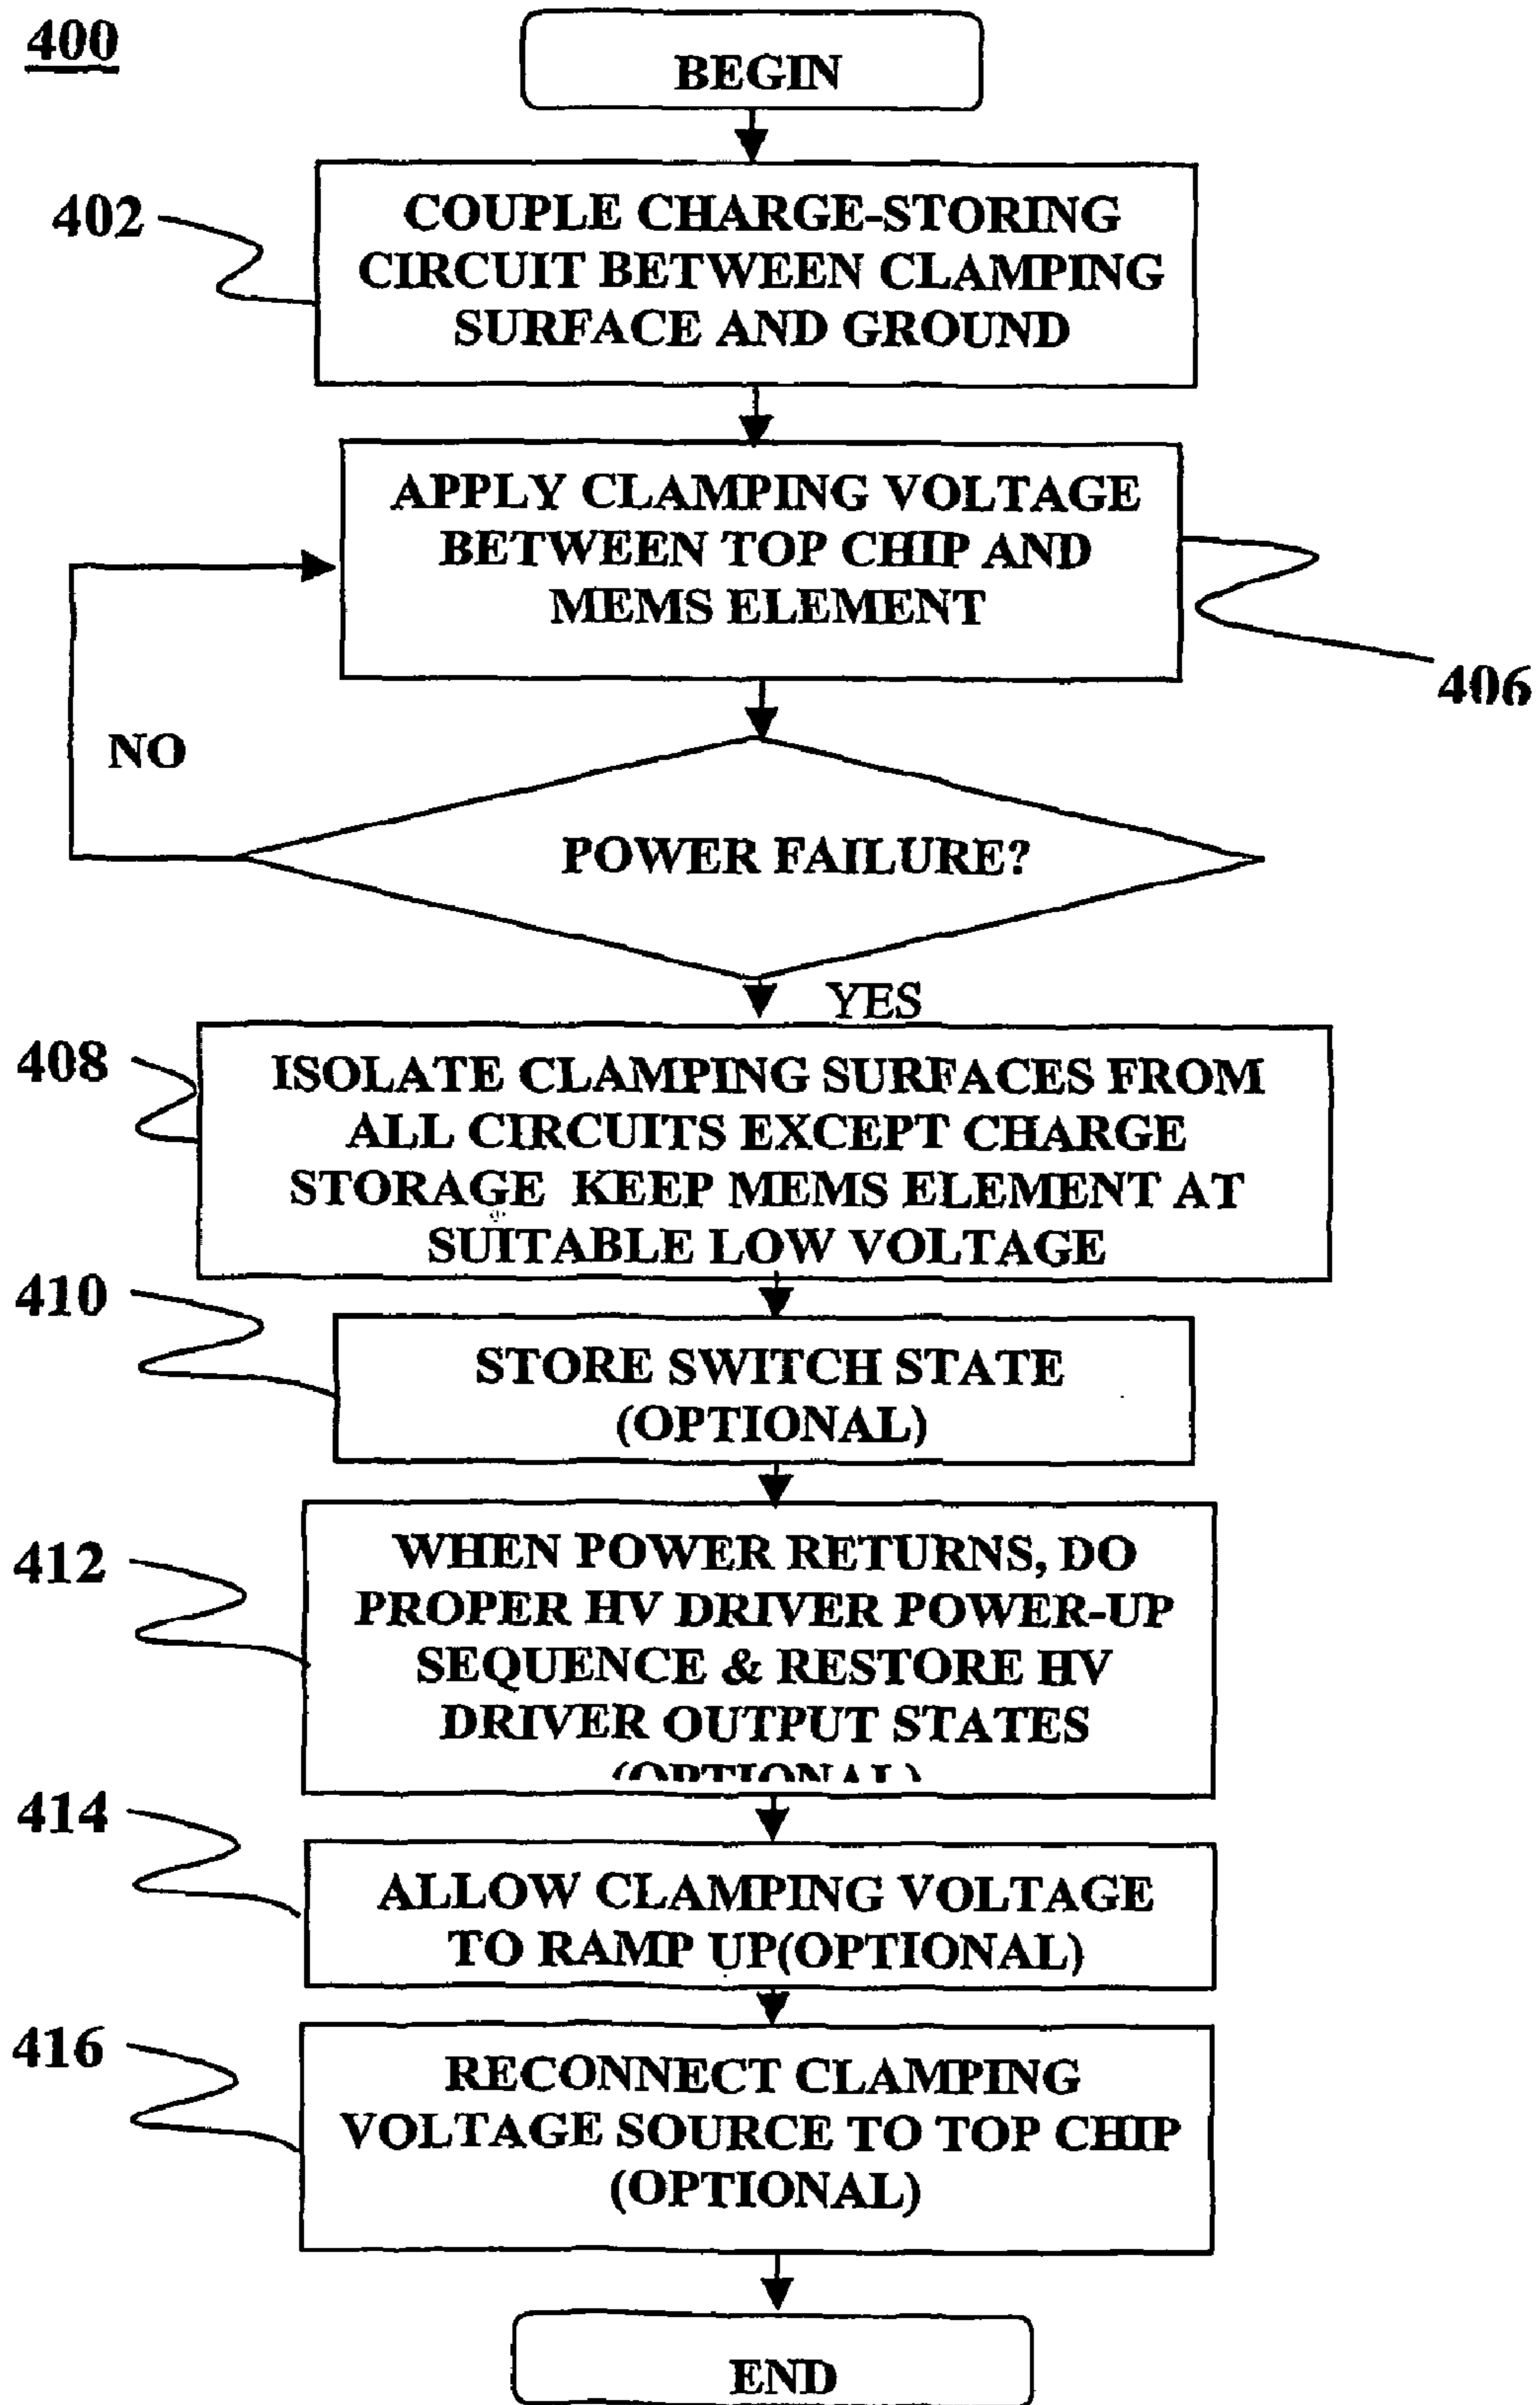 400
BEGIN
402
COUPLE CHARGE-STORING
CIRCUIT BETWEEN CLAMPING
SURFACE AND GROUND
APPLY CLAMPING VOLTAGE
BETWEEN TOP CHIP AND
MEMS ELEMENT
406
NO
POWER FAILURE?
YES
408
ISOLATE CLAMPING SURFACES FROM
ALL CIRCUITS EXCEPT CHARGE
STORAGE KEEP MEMS ELEMENT AT
SUITABLE LOW VOLTAGE
410
STORE SWITCH STATE
(OPTIONAL)
412
WHEN POWER RETURNS, DO
PROPER HV DRIVER POWER-UP
SEQUENCE & RESTORE HV
DRIVER OUTPUT STATES
(OPTIONAL)
414
ALLOW CLAMPING VOLTAGE
TO RAMP UP(OPTIONAL)
416
RECONNECT CLAMPING
VOLTAGE SOURCE TO TOP CHIP
(OPTIONAL)
END